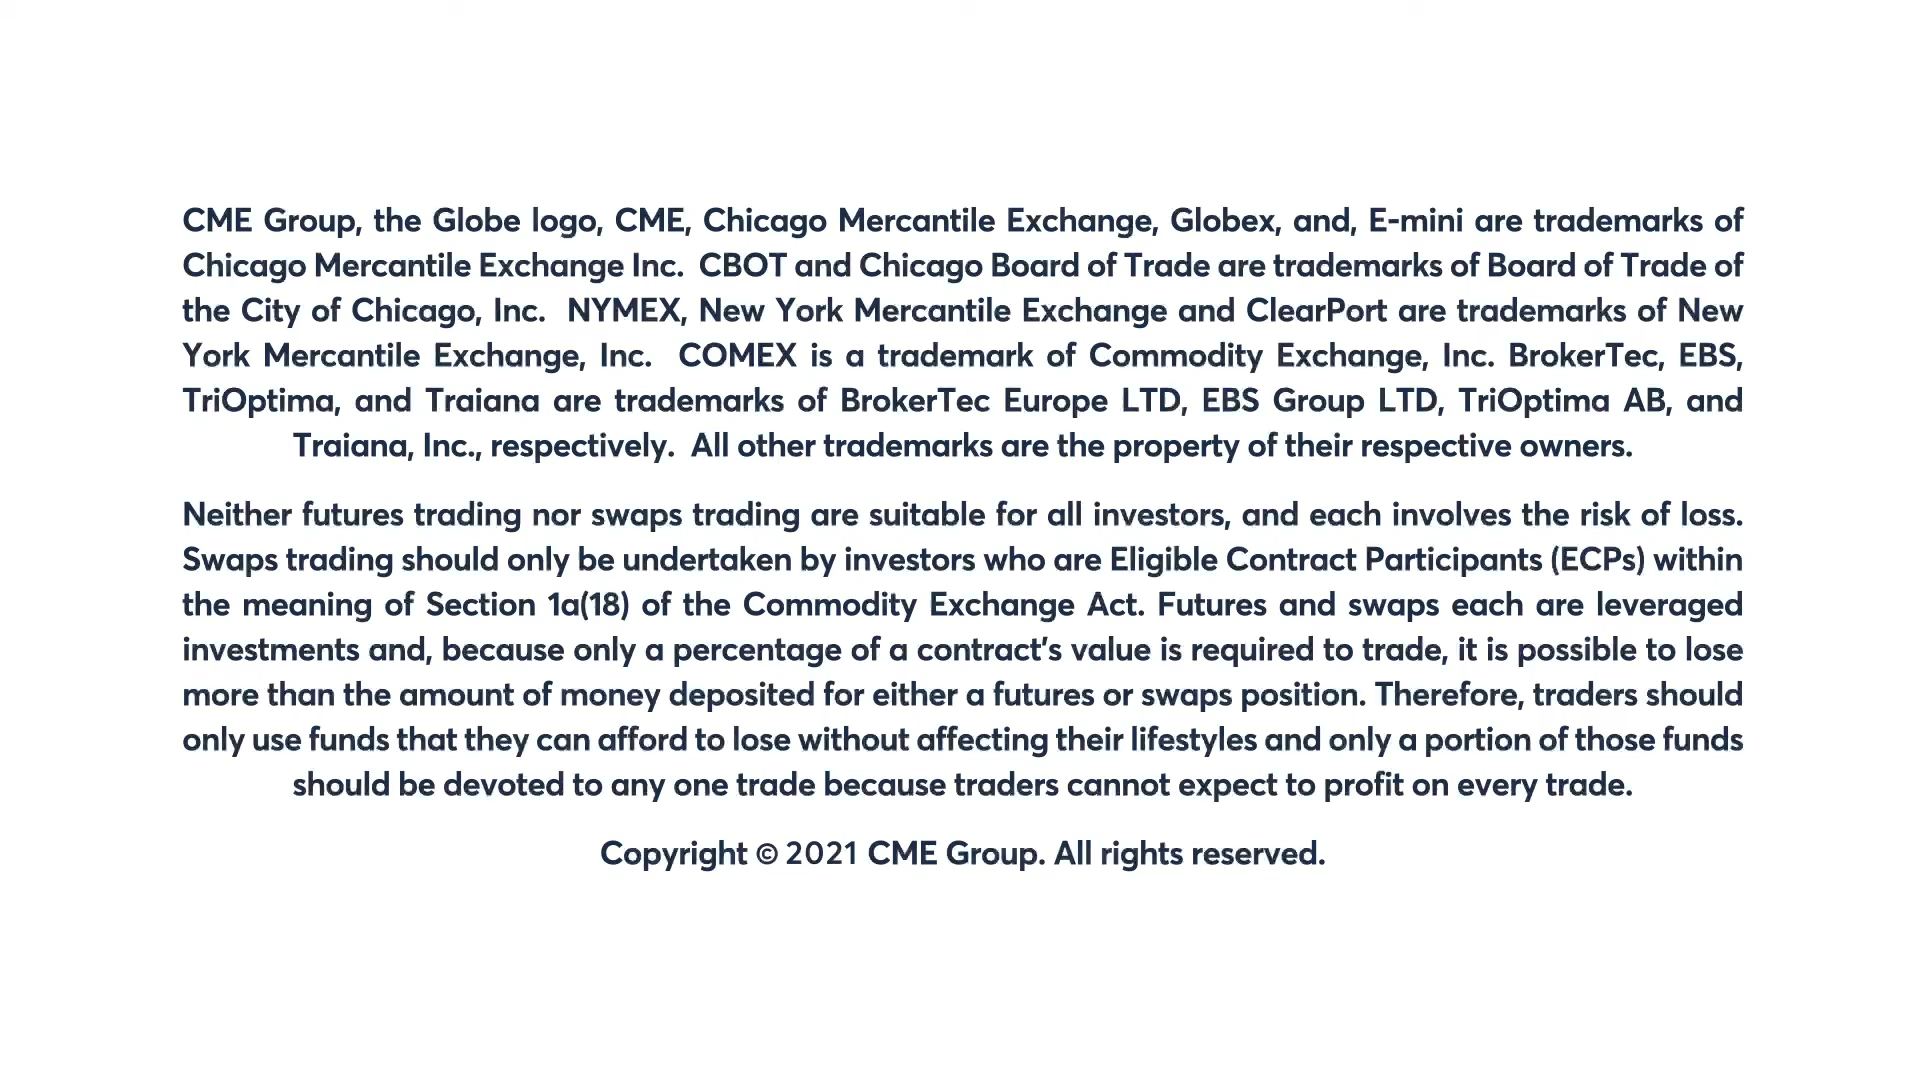 CME Group, the Globe logo, CME, Chicago Mercantile Exchange, Globex, and, E-mini are trademarks of
Chicago Mercantile Exchange Inc.  CBOT and Chicago Board of Trade are trademarks of Board of Trade of
the City of Chicago, Inc.  NYMEX, New York Mercantile Exchange and ClearPort are trademarks of New
York Mercantile Exchange, Inc.  COMEX is a trademark of Commodity Exchange, Inc. BrokerTec, EBS,
TriOptima, and Traiana are trademarks of BrokerTec Europe LTD, EBS Group LTD, TriOptima AB, and
Traiana, Inc., respectively.  All other trademarks are the property of their respective owners.
Neither futures trading nor swaps trading are suitable for all investors, and each involves the risk of loss.
Swaps trading should only be undertaken by investors who are Eligible Contract Participants (ECPs) within
the meaning of Section 1a(18) of the Commodity Exchange Act. Futures and swaps each are leveraged
investments and, because only a percentage of a contract's value is required to trade, it is possible to lose
more than the amount of money deposited for either a futures or swaps position. Therefore, traders should
only use funds that they can afford to lose without affecting their lifestyles and only a portion of those funds
should be devoted to any one trade because traders cannot expect to profit on every trade.
Copyright © 2021 CME Group. All rights reserved.